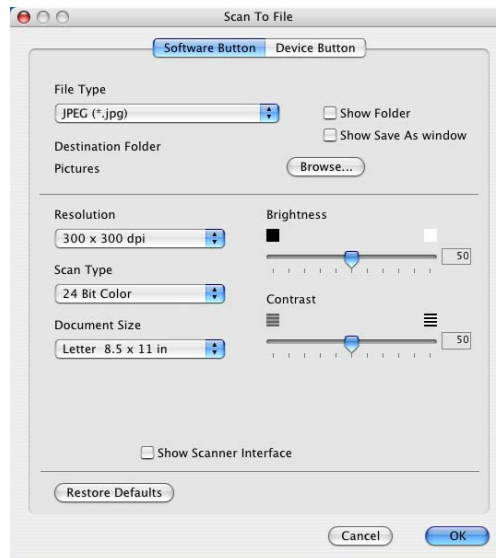 Scan To File
Software Button Device Button
File Type
JPEG (*.jpg)
Show Folder
Show Save As window
Destination Folder
Pictures
Browse...
Resolution
300 x 300 dpi
Scan Type
24 Bit Color
Document Size
Letter 8.5 x 11 in
Brightness
50
Contrast
50
Show Scanner Interface
Restore Defaults
Cancel OK